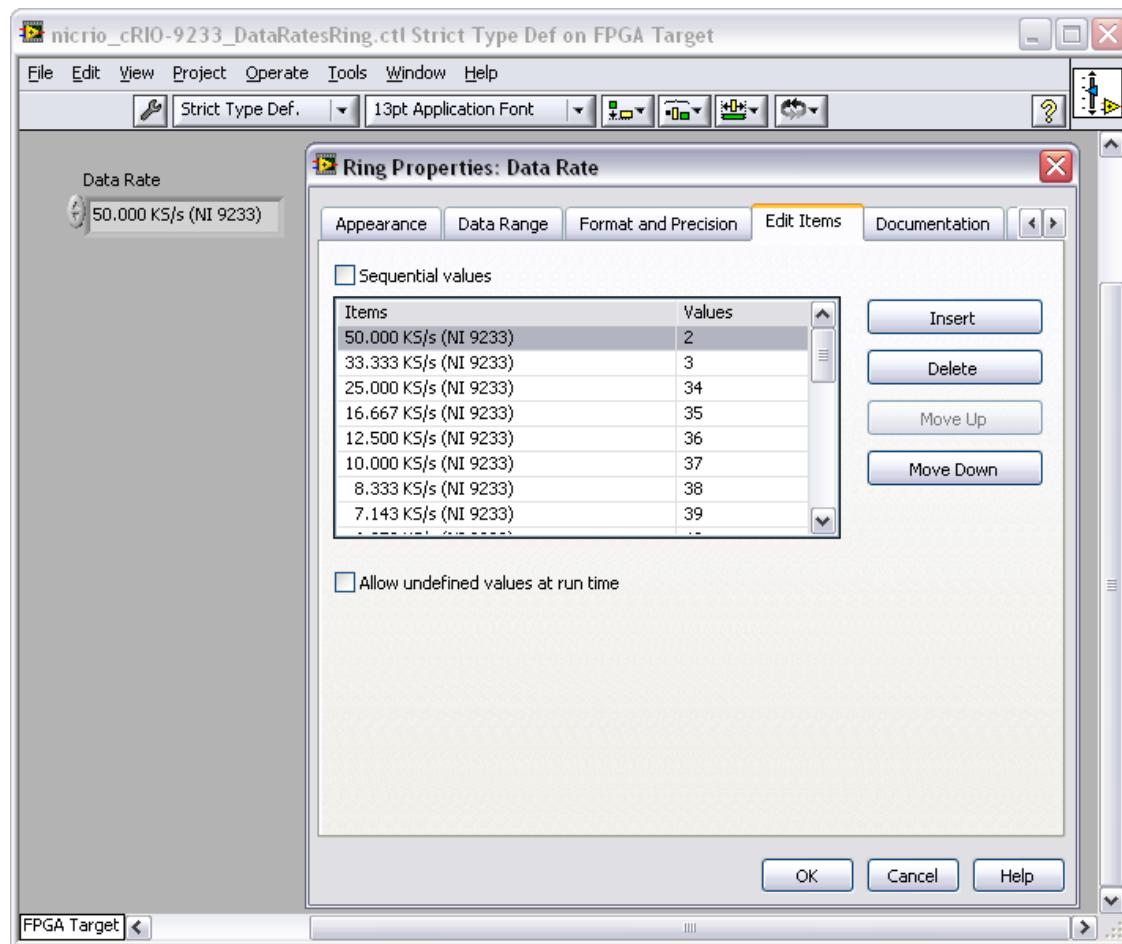 nicrio_cRIO-9233_DataRatesRing.ctl Strict Type Def on FPGA Target
File Edit View Project Operate Tools Window Help
Strict Type Def. 13pt Application Font
Data Rate
50.000 KS/s (NI 9233)
Ring Properties: Data Rate
Appearance Data Range Format and Precision Edit Items Documentation
Sequential values
Items Values
50.000 KS/s (NI 9233) 2
33.333 KS/s (NI 9233) 3
25.000 KS/s (NI 9233) 34
16.667 KS/s (NI 9233) 35
12.500 KS/s (NI 9233) 36
10.000 KS/s (NI 9233) 37
8.333 KS/s (NI 9233) 38
7.143 KS/s (NI 9233) 39
Insert
Delete
Move Up
Move Down
Allow undefined values at run time
OK Cancel Help
FPGA Target